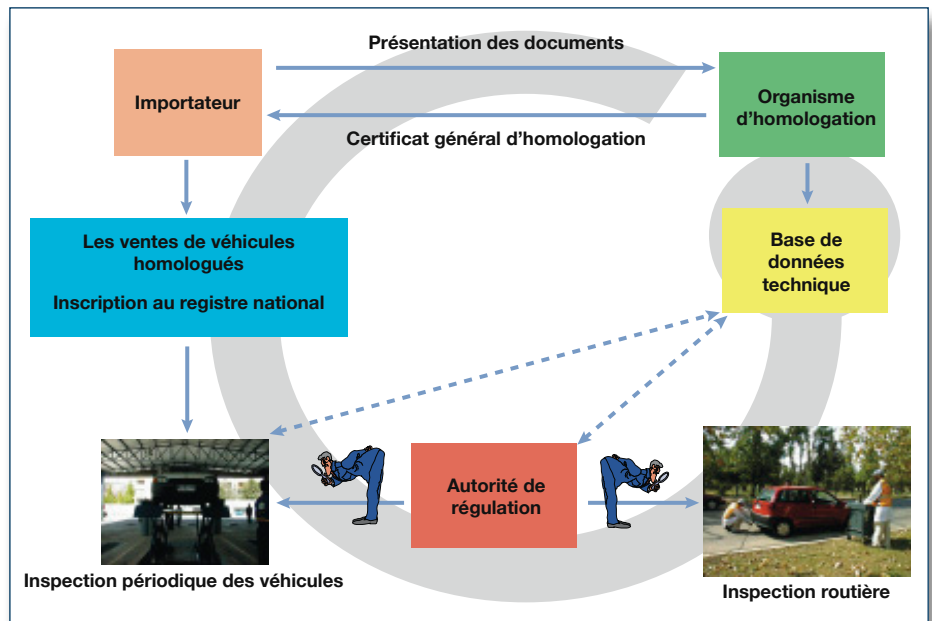 Présentation des documents
Importateur
Organisme
d'homologation
Certificat général d'homologation
Les ventes de véhicules
homologués
Inscription au registre national
Base de
données
technique
Autorité de
régulation
Inspection périodique des véhicules
Inspection routière